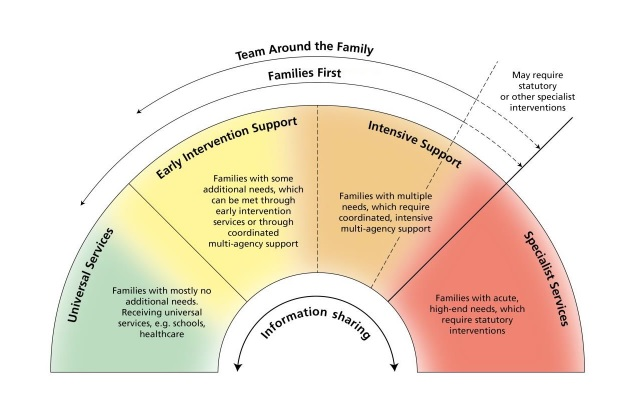 Team Around the Family
Families First
May require
statutory
or other specialist
interventions
Early Intervention Support
Intensive Support
Families with some
additional needs, which
can be met through
early intervention
services or through
coordinated
multi-agency support
Families with multiple
needs, which require
coordinated, intensive
multi-agency support
Universal Services
Specialist Services
Families with mostly no
additional needs.
Receiving universal
services, e.g. schools,
healthcare
Families with acute,
high-end needs, which
require statutory
interventions
Information sharing